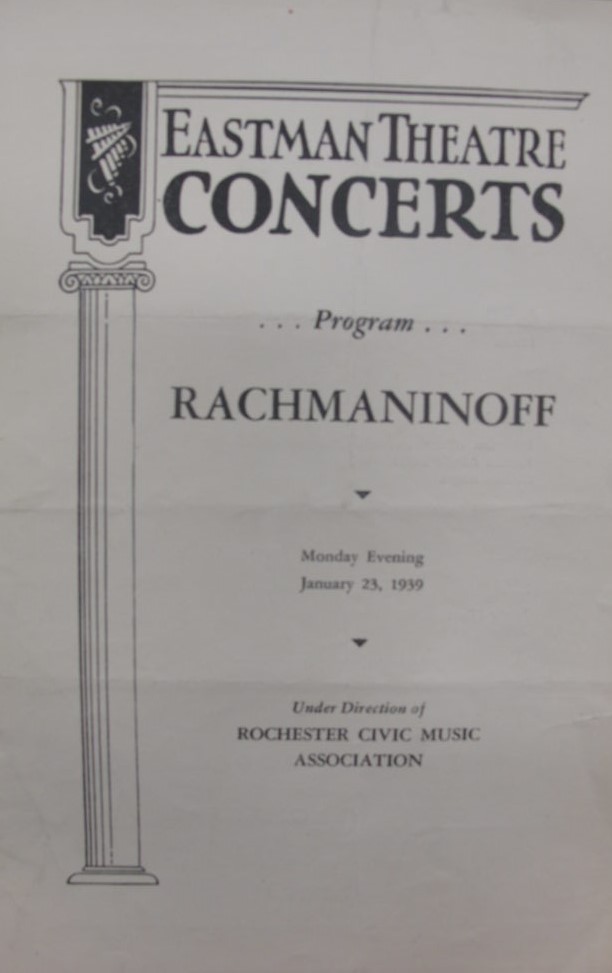 EASTMAN THEATRE
CONCERTS
... Program ...
RACHMANINOFF
Monday Evening
January 23, 1939
Under Direction of
ROCHESTER CIVIC MUSIC
ASSOCIATION